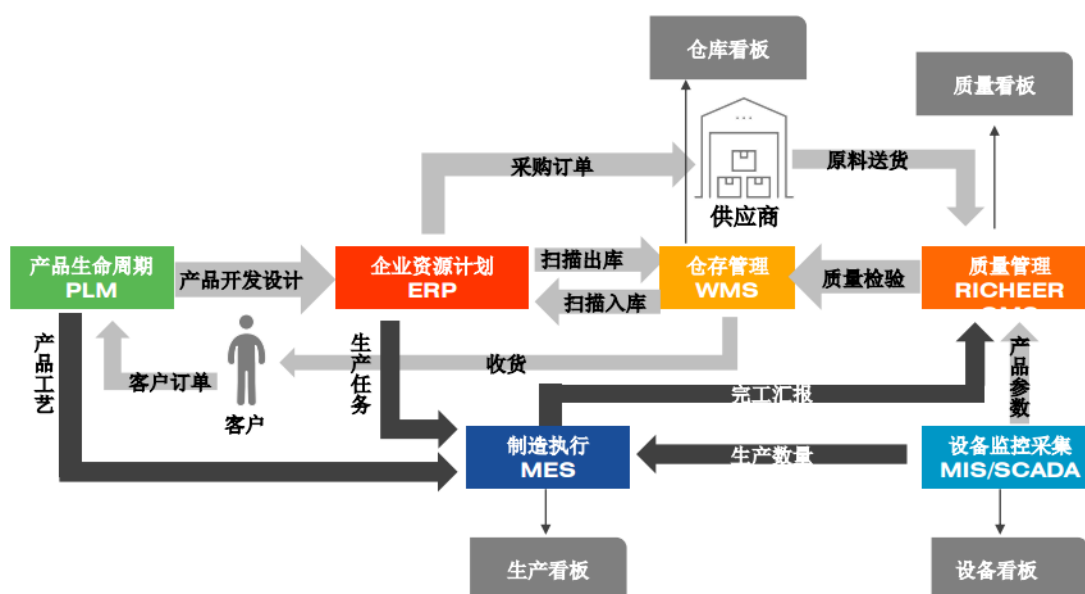 仓库看板
质量看板
采购订单
原料送货
供应商
产品生命周期
PLM
产品开发设计
企业资源计划
ERP
扫描出库
扫描入库
仓存管理
WMS
质量检验
质量管理
RICHEER
产品工艺
客户订单
客户
生产任务
收货
完工汇报
产品参数
制造执行
MES
生产数量
设备监控采集
MIS/SCADA
生产看板
设备看板